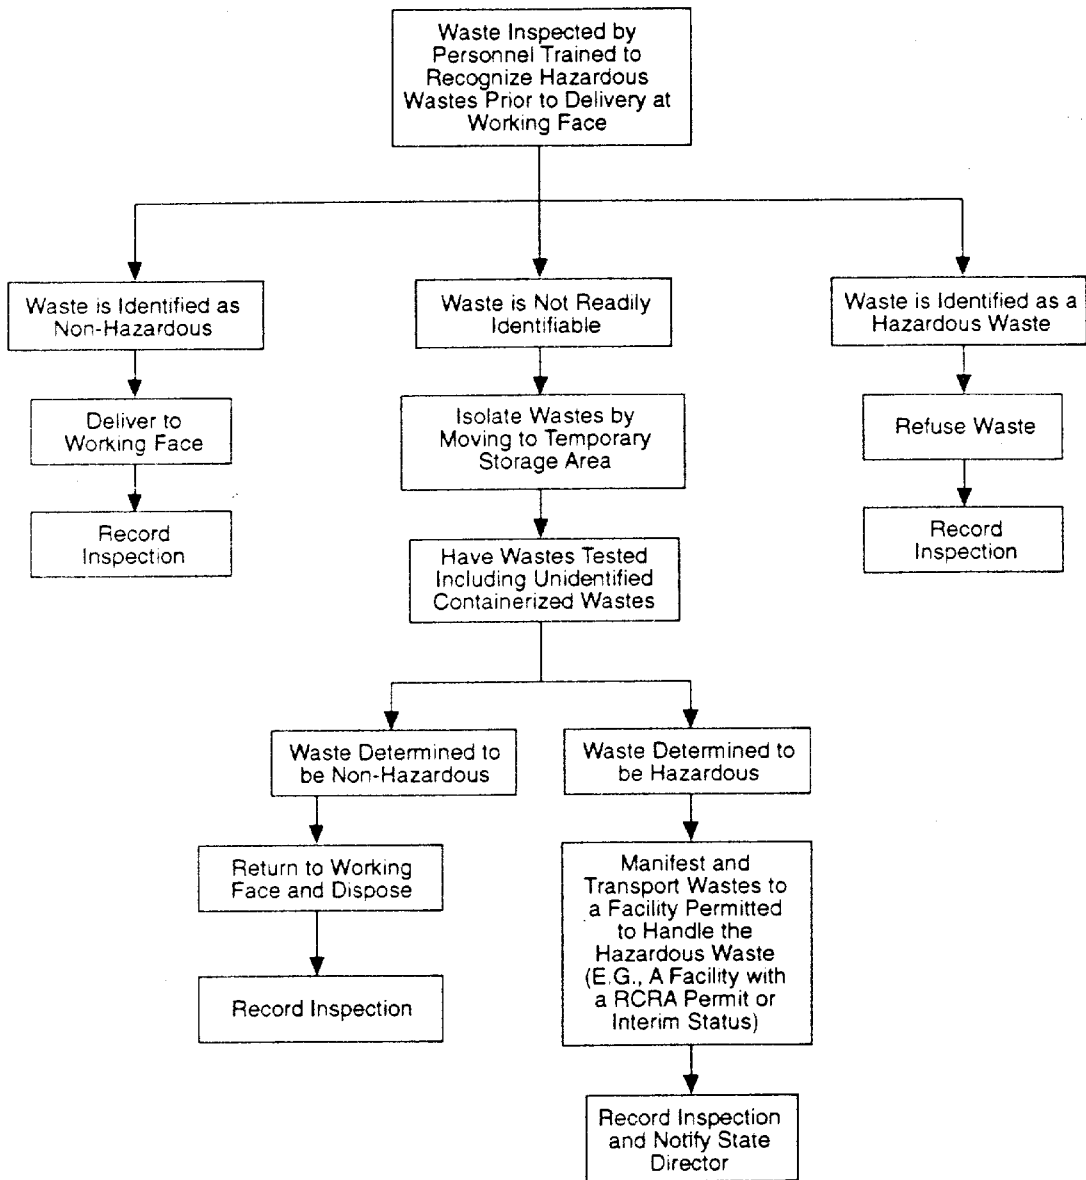 Waste Inspected by
Personnel Trained to
Recognize Hazardous
Wastes Prior to Delivery at
Working Face
Waste is Identified as
Non-Hazardous
Waste is Not Readily
Identifiable
Waste is Identified as a
Hazardous Waste
Deliver to
Working Face
Isolate Wastes by
Moving to Temporary
Storage Area
Refuse Waste
Record
Inspection
Have Wastes Tested
Including Unidentified
Containerized Wastes
Record
Inspection
Waste Determined to
be Non-Hazardous
Waste Determined to
be Hazardous
Return to Working
Face and Dispose
Manifest and
Transport Wastes to
a Facility Permitted
to Handle the
Hazardous Waste
(E.G., A Facility with
a RCRA Permit or
Interim Status)
Record Inspection
Record Inspection
and Notify State
Director